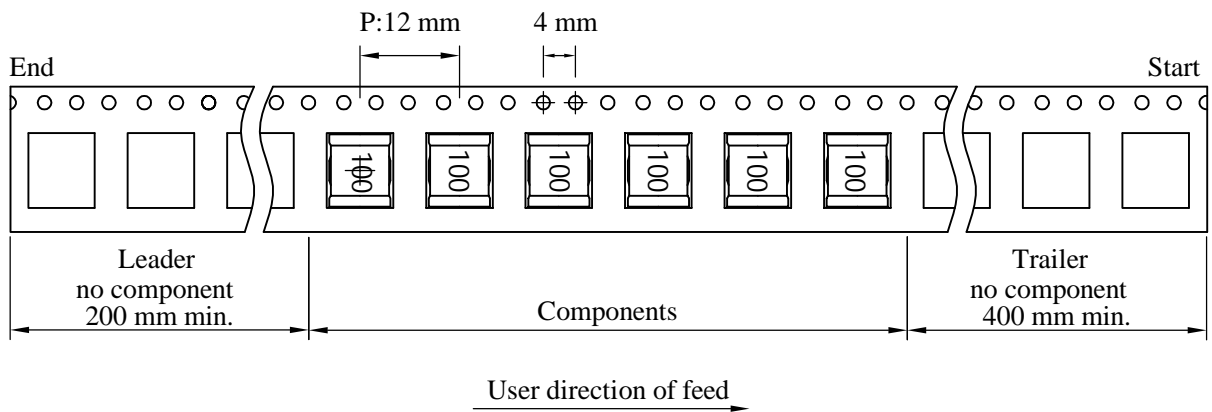 P:12 mm
4 mm
End
Start
100
100
100
100
100
100
Leader
no component
200 mm min.
Components
Trailer
no component
400 mm min.
User direction of feed